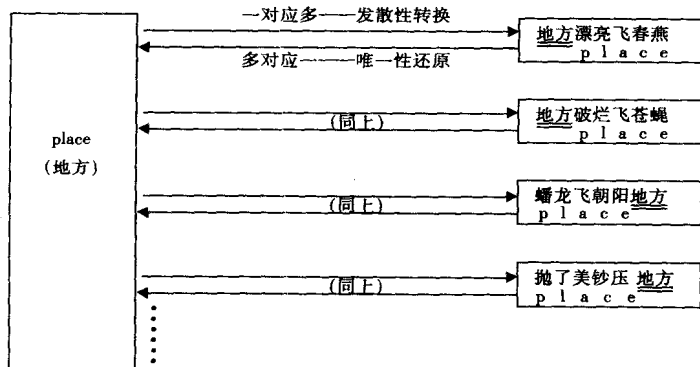 一对应多——发散性转换
地方漂亮飞春燕
place
多对应一——唯一性还原
地方破烂飞苍蝇
place
(同上)
place
(地方)
蟠龙飞朝阳地方
place
(同上)
抛了美钞压 地方
place
(同上)